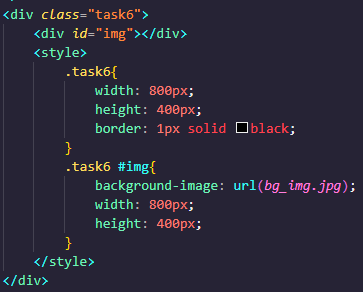 <div class="task6">
<div id="img"></div>
<style>
.task6{
width: 800px;
height: 400px;
border: 1px solid black;
}
.task6 #img{
background-image: url(bg_img.jpg);
width: 800px;
height: 400px;
}
</style>
</div>